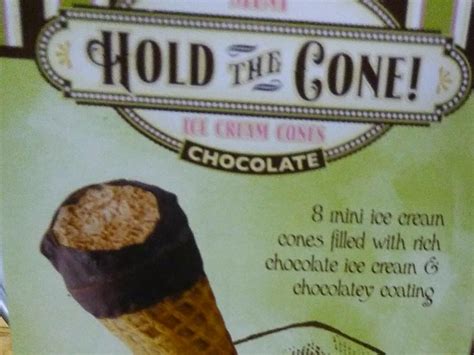 MINI
HOLD THE CONE!
ICE CREAM CONES
CHOCOLATE
8 mini ice cream
cones filled with rich
chocolate ice cream &
chocolatey coating